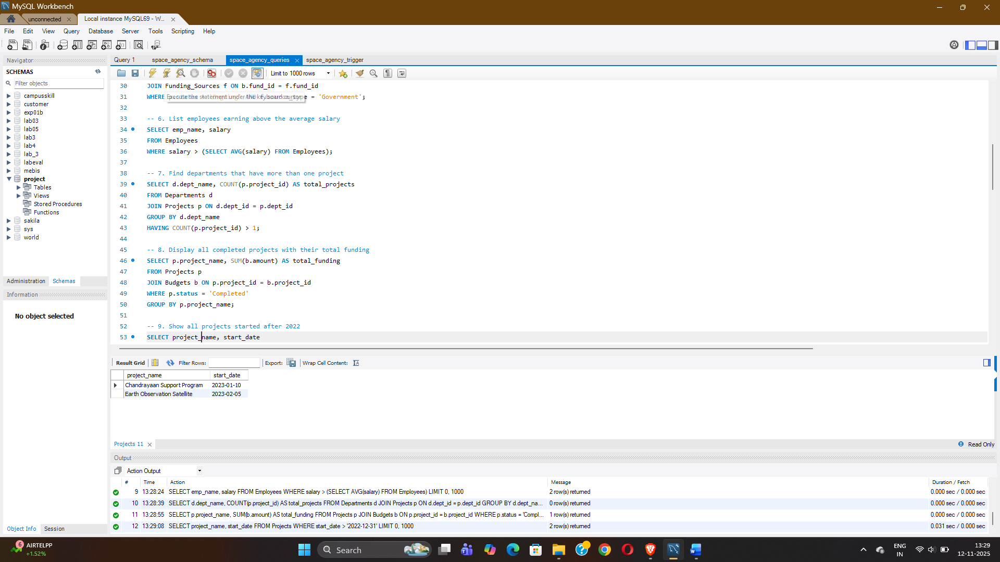 MySQL Workbench
unconnected
Local instance MySQL69 - W...
File Edit View Query Database Server Tools Scripting Help
Navigator
SCHEMAS
Filter objects
campusskill
customer
exp01b
lab03
lab05
lab3
lab4
lab_3
labeval
mebis
project
Tables
Views
Stored Procedures
Functions
sakila
sys
world
Administration Schemas
Information
No object selected
Object Info Session
Query 1 space_agency_schema space_agency_queries space_agency_trigger
Limit to 1000 rows
30 JOIN Funding_Sources f ON b.fund_id = f.fund_id
31 WHERE = 'Government';
Execute the statement under the keyboard cursor
32
33 -- 6. List employees earning above the average salary
34 SELECT emp_name, salary
35 FROM Employees
36 WHERE salary > (SELECT AVG(salary) FROM Employees);
37
38 -- 7. Find departments that have more than one project
39 SELECT d.dept_name, COUNT(p.project_id) AS total_projects
40 FROM Departments d
41 JOIN Projects p ON d.dept_id = p.dept_id
42 GROUP BY d.dept_name
43 HAVING COUNT(p.project_id) > 1;
44
45 -- 8. Display all completed projects with their total funding
46 SELECT p.project_name, SUM(b.amount) AS total_funding
47 FROM Projects p
48 JOIN Budgets b ON p.project_id = b.project_id
49 WHERE p.status = 'Completed'
50 GROUP BY p.project_name;
51
52 -- 9. Show all projects started after 2022
53 SELECT project_name, start_date
Result Grid Filter Rows: Export: Wrap Cell Content:
project_name start_date
Chandrayaan Support Program 2023-01-10
Earth Observation Satellite 2023-02-05
Projects 11 Read Only
Output
Action Output
# Time Action Message Duration / Fetch
9 13:28:24 SELECT emp_name, salary FROM Employees WHERE salary > (SELECT AVG(salary) FROM Employees) LIMIT 0, 1000 2 row(s) returned 0.000 sec / 0.000 sec
10 13:28:39 SELECT d.dept_name, COUNT(p.project_id) AS total_projects FROM Departments d JOIN Projects p ON d.dept_id = p.dept_id GROUP BY d.dept_na... 0 row(s) returned 0.000 sec / 0.000 sec
11 13:28:55 SELECT p.project_name, SUM(b.amount) AS total_funding FROM Projects p JOIN Budgets b ON p.project_id = b.project_id WHERE p.status = 'Compl... 1 row(s) returned 0.000 sec / 0.000 sec
12 13:29:08 SELECT project_name, start_date FROM Projects WHERE start_date > '2022-12-31' LIMIT 0, 1000 2 row(s) returned 0.031 sec / 0.000 sec
6
AIRTELPP
+1.52%
Search
ENG
IN
13:29
12-11-2025